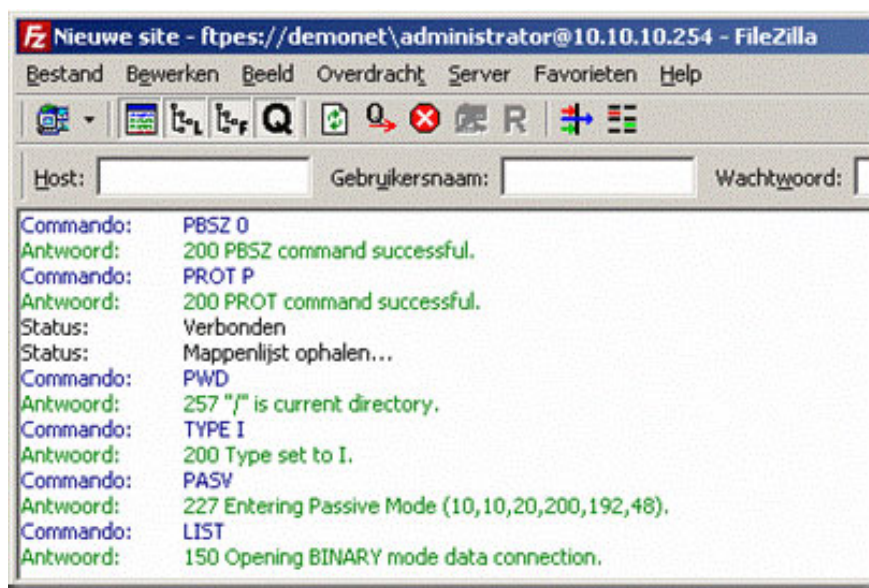 Nieuwe site - ftpes://demonet\administrator@10.10.10.254 - FileZilla
Bestand Bewerken Beeld Overdracht Server Favorieten Help
Host: Gebruikersnaam: Wachtwoord:
Commando: PBSZ 0
Antwoord: 200 PBSZ command successful.
Commando: PROT P
Antwoord: 200 PROT command successful.
Status: Verbonden
Status: Mappenlijst ophalen...
Commando: PWD
Antwoord: 257 "/" is current directory.
Commando: TYPE I
Antwoord: 200 Type set to I.
Commando: PASV
Antwoord: 227 Entering Passive Mode (10,10,20,200,192,48).
Commando: LIST
Antwoord: 150 Opening BINARY mode data connection.